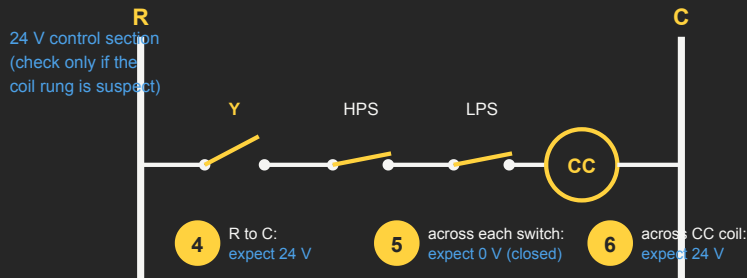 R
C
24 V control section
(check only if the
coil rung is suspect)
Y
HPS
LPS
CC
4
R to C:
expect 24 V
5
across each switch:
expect 0 V (closed)
6
across CC coil:
expect 24 V